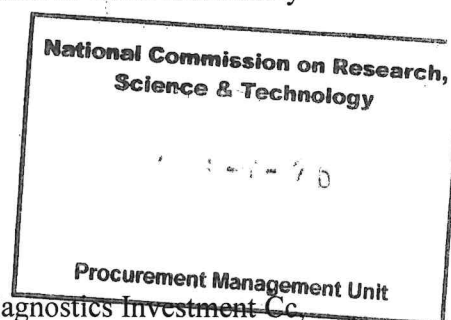 National Commission on Research,
Science & Technology
Procurement Management Unit
agnostics Investment Cc,